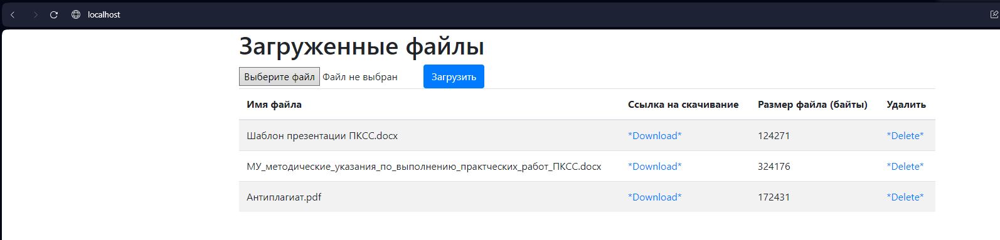 localhost
Загруженные файлы
Выберите файл Файл не выбран Загрузить
Имя файла Ссылка на скачивание Размер файла (байты) Удалить
Шаблон презентации ПКСС.docx *Download* 124271 *Delete*
МУ_методические_указания_по_выполнению_практческих_работ_ПКСС.docx *Download* 324176 *Delete*
Антиплагиат.pdf *Download* 172431 *Delete*